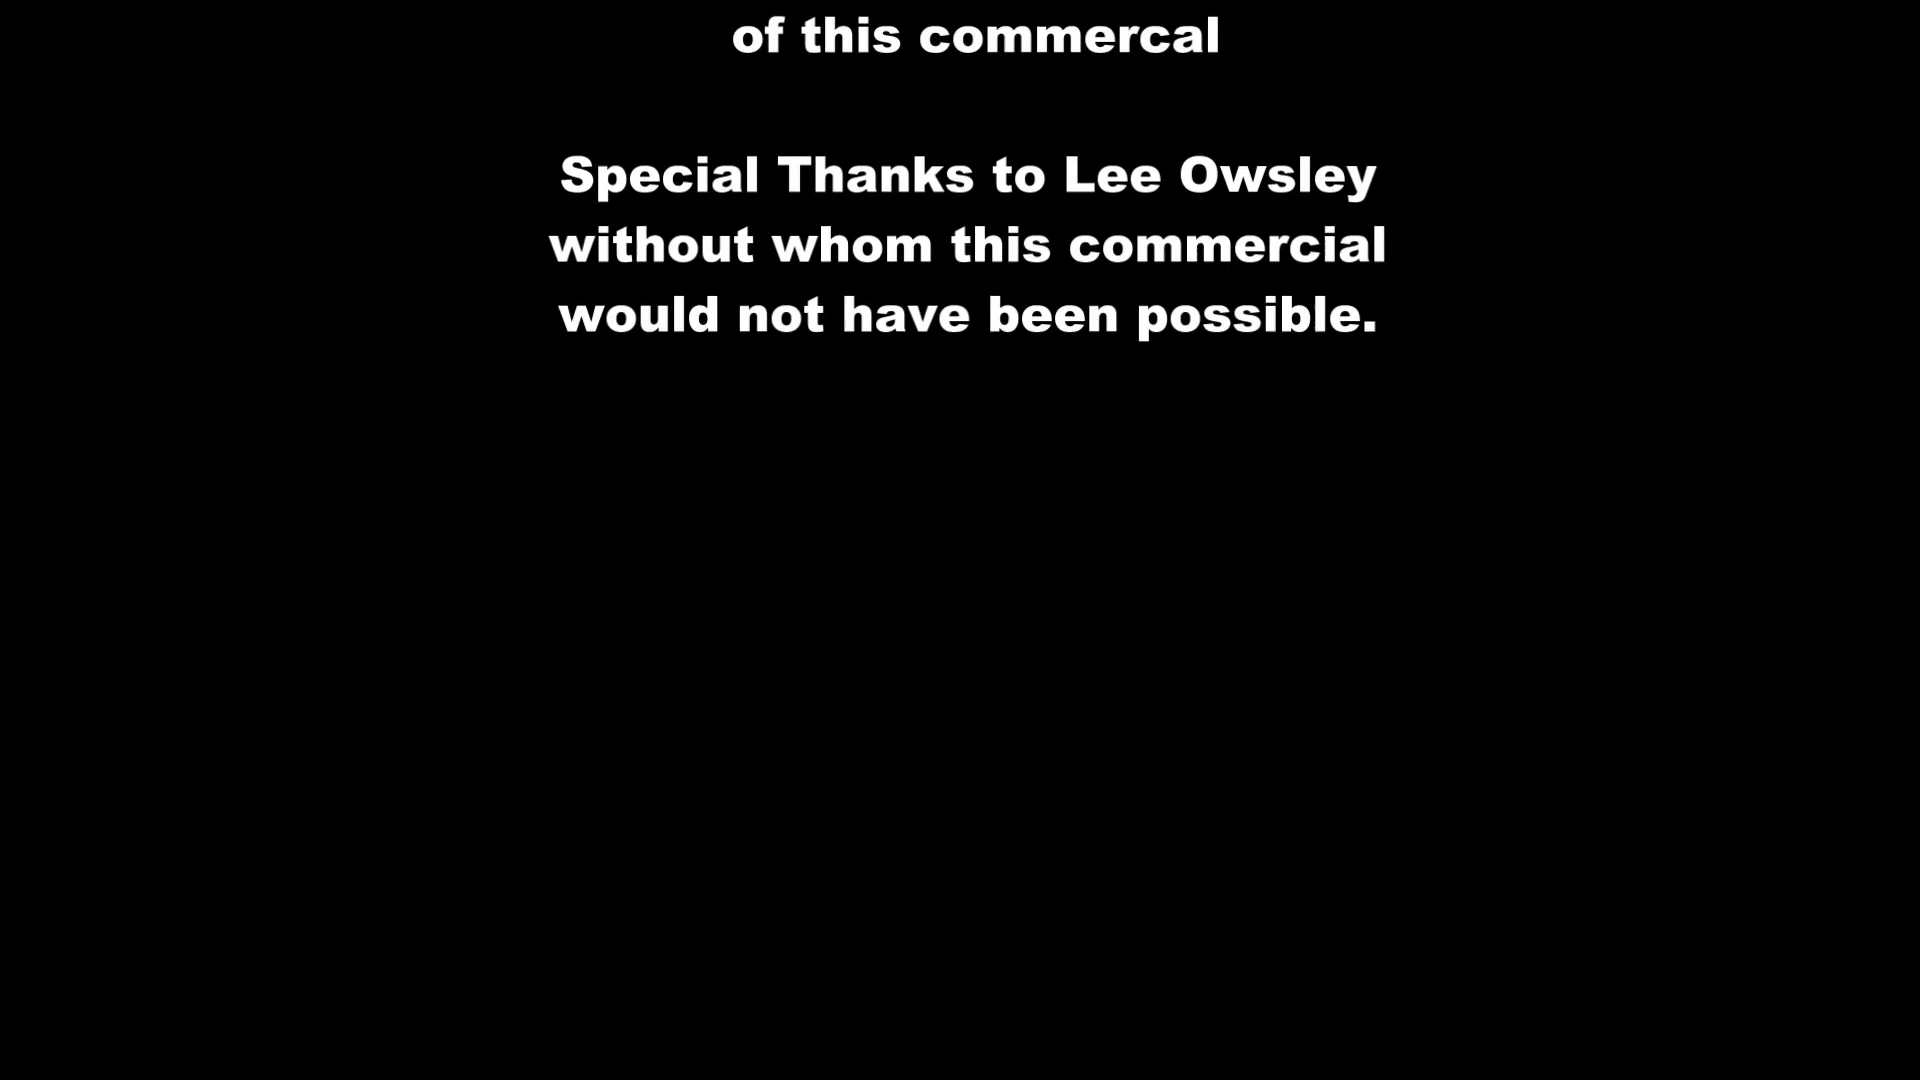 of this commercal
Special Thanks to Lee Owsley
without whom this commercial
would not have been possible.